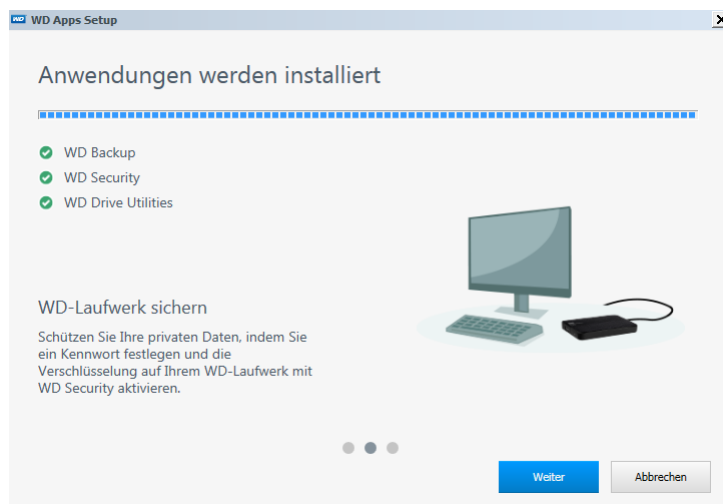 WD WD Apps Setup
Anwendungen werden installiert
WD Backup
WD Security
WD Drive Utilities
WD-Laufwerk sichern
Schützen Sie Ihre privaten Daten, indem Sie
ein Kennwort festlegen und die
Verschlüsselung auf Ihrem WD-Laufwerk mit
WD Security aktivieren.
Weiter
Abbrechen